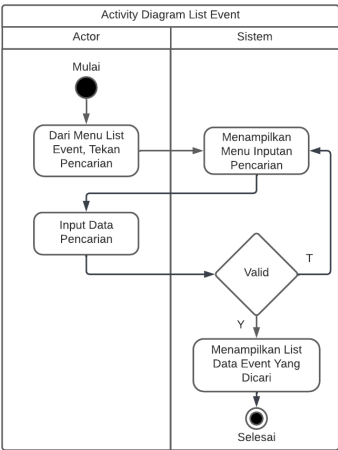 Activity Diagram List Event
Actor
Sistem
Mulai
Dari Menu List
Event, Tekan
Pencarian
Menampilkan
Menu Inputan
Pencarian
Input Data
Pencarian
Valid
T
Y
Menampilkan List
Data Event Yang
Dicari
Selesai